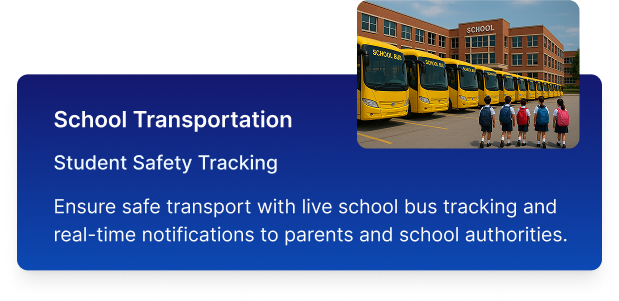 SCHOOL
SCHOOL BUS
SCHOOL BUS
School Transportation
Student Safety Tracking
Ensure safe transport with live school bus tracking and
real-time notifications to parents and school authorities.